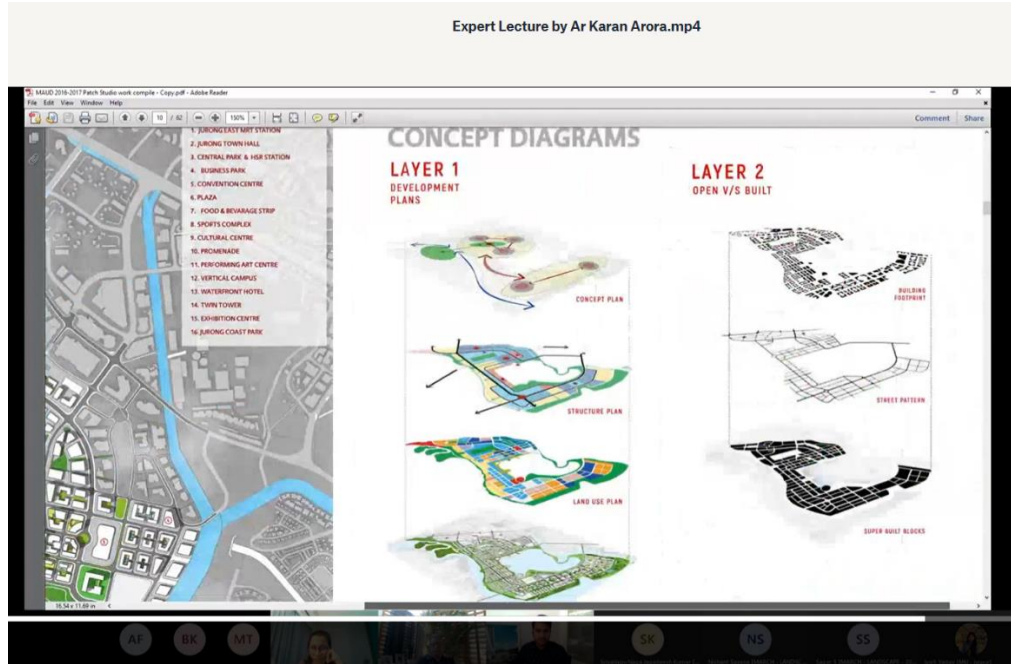 Expert Lecture by Ar Karan Arora.mp4
MAUD 2016-2017 Patch Studio work compile - Copy.pdf - Adobe Reader
File Edit View Window Help
10 / 82 150% Comment Share
1. JURONG EAST MRT STATION
2. JURONG TOWN HALL
3. CENTRAL PARK & HSR STATION
4. BUSINESS PARK
5. CONVENTION CENTRE
6. PLAZA
7. FOOD & BEVARAGE STRIP
8. SPORTS COMPLEX
9. CULTURAL CENTRE
10. PROMENADE
11. PERFORMING ART CENTRE
12. VERTICAL CAMPUS
13. WATERFRONT HOTEL
14. TWIN TOWER
15. EXHIBITION CENTRE
16. JURONG COAST PARK
CONCEPT DIAGRAMS
LAYER 1
DEVELOPMENT
PLANS
CONCEPT PLAN
STRUCTURE PLAN
LAND USE PLAN
LAYER 2
OPEN V/S BUILT
BUILDING
FOOTPRINT
STREET PATTERN
SUPER BUILT BLOCKS
16.54 x 11.69 in
AF BK MT SK NS SS